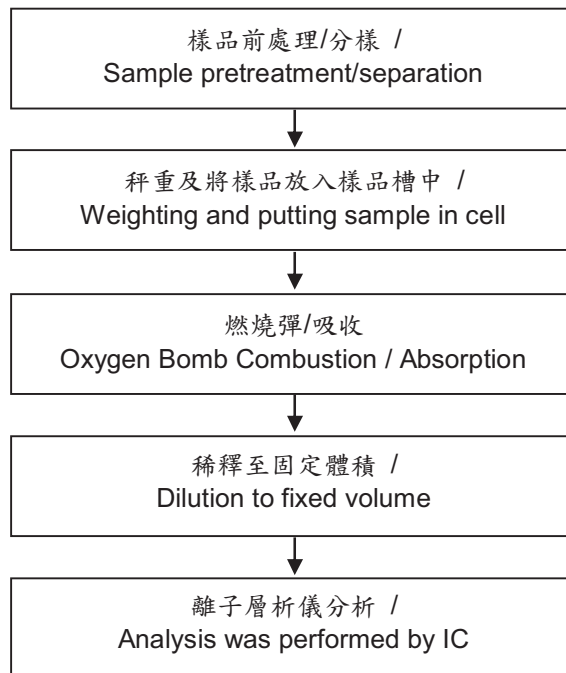 樣品前處理/分樣 /
Sample pretreatment/separation
秤重及將樣品放入樣品槽中 /
Weighting and putting sample in cell
燃燒彈/吸收
Oxygen Bomb Combustion / Absorption
稀釋至固定體積 /
Dilution to fixed volume
離子層析儀分析 /
Analysis was performed by IC